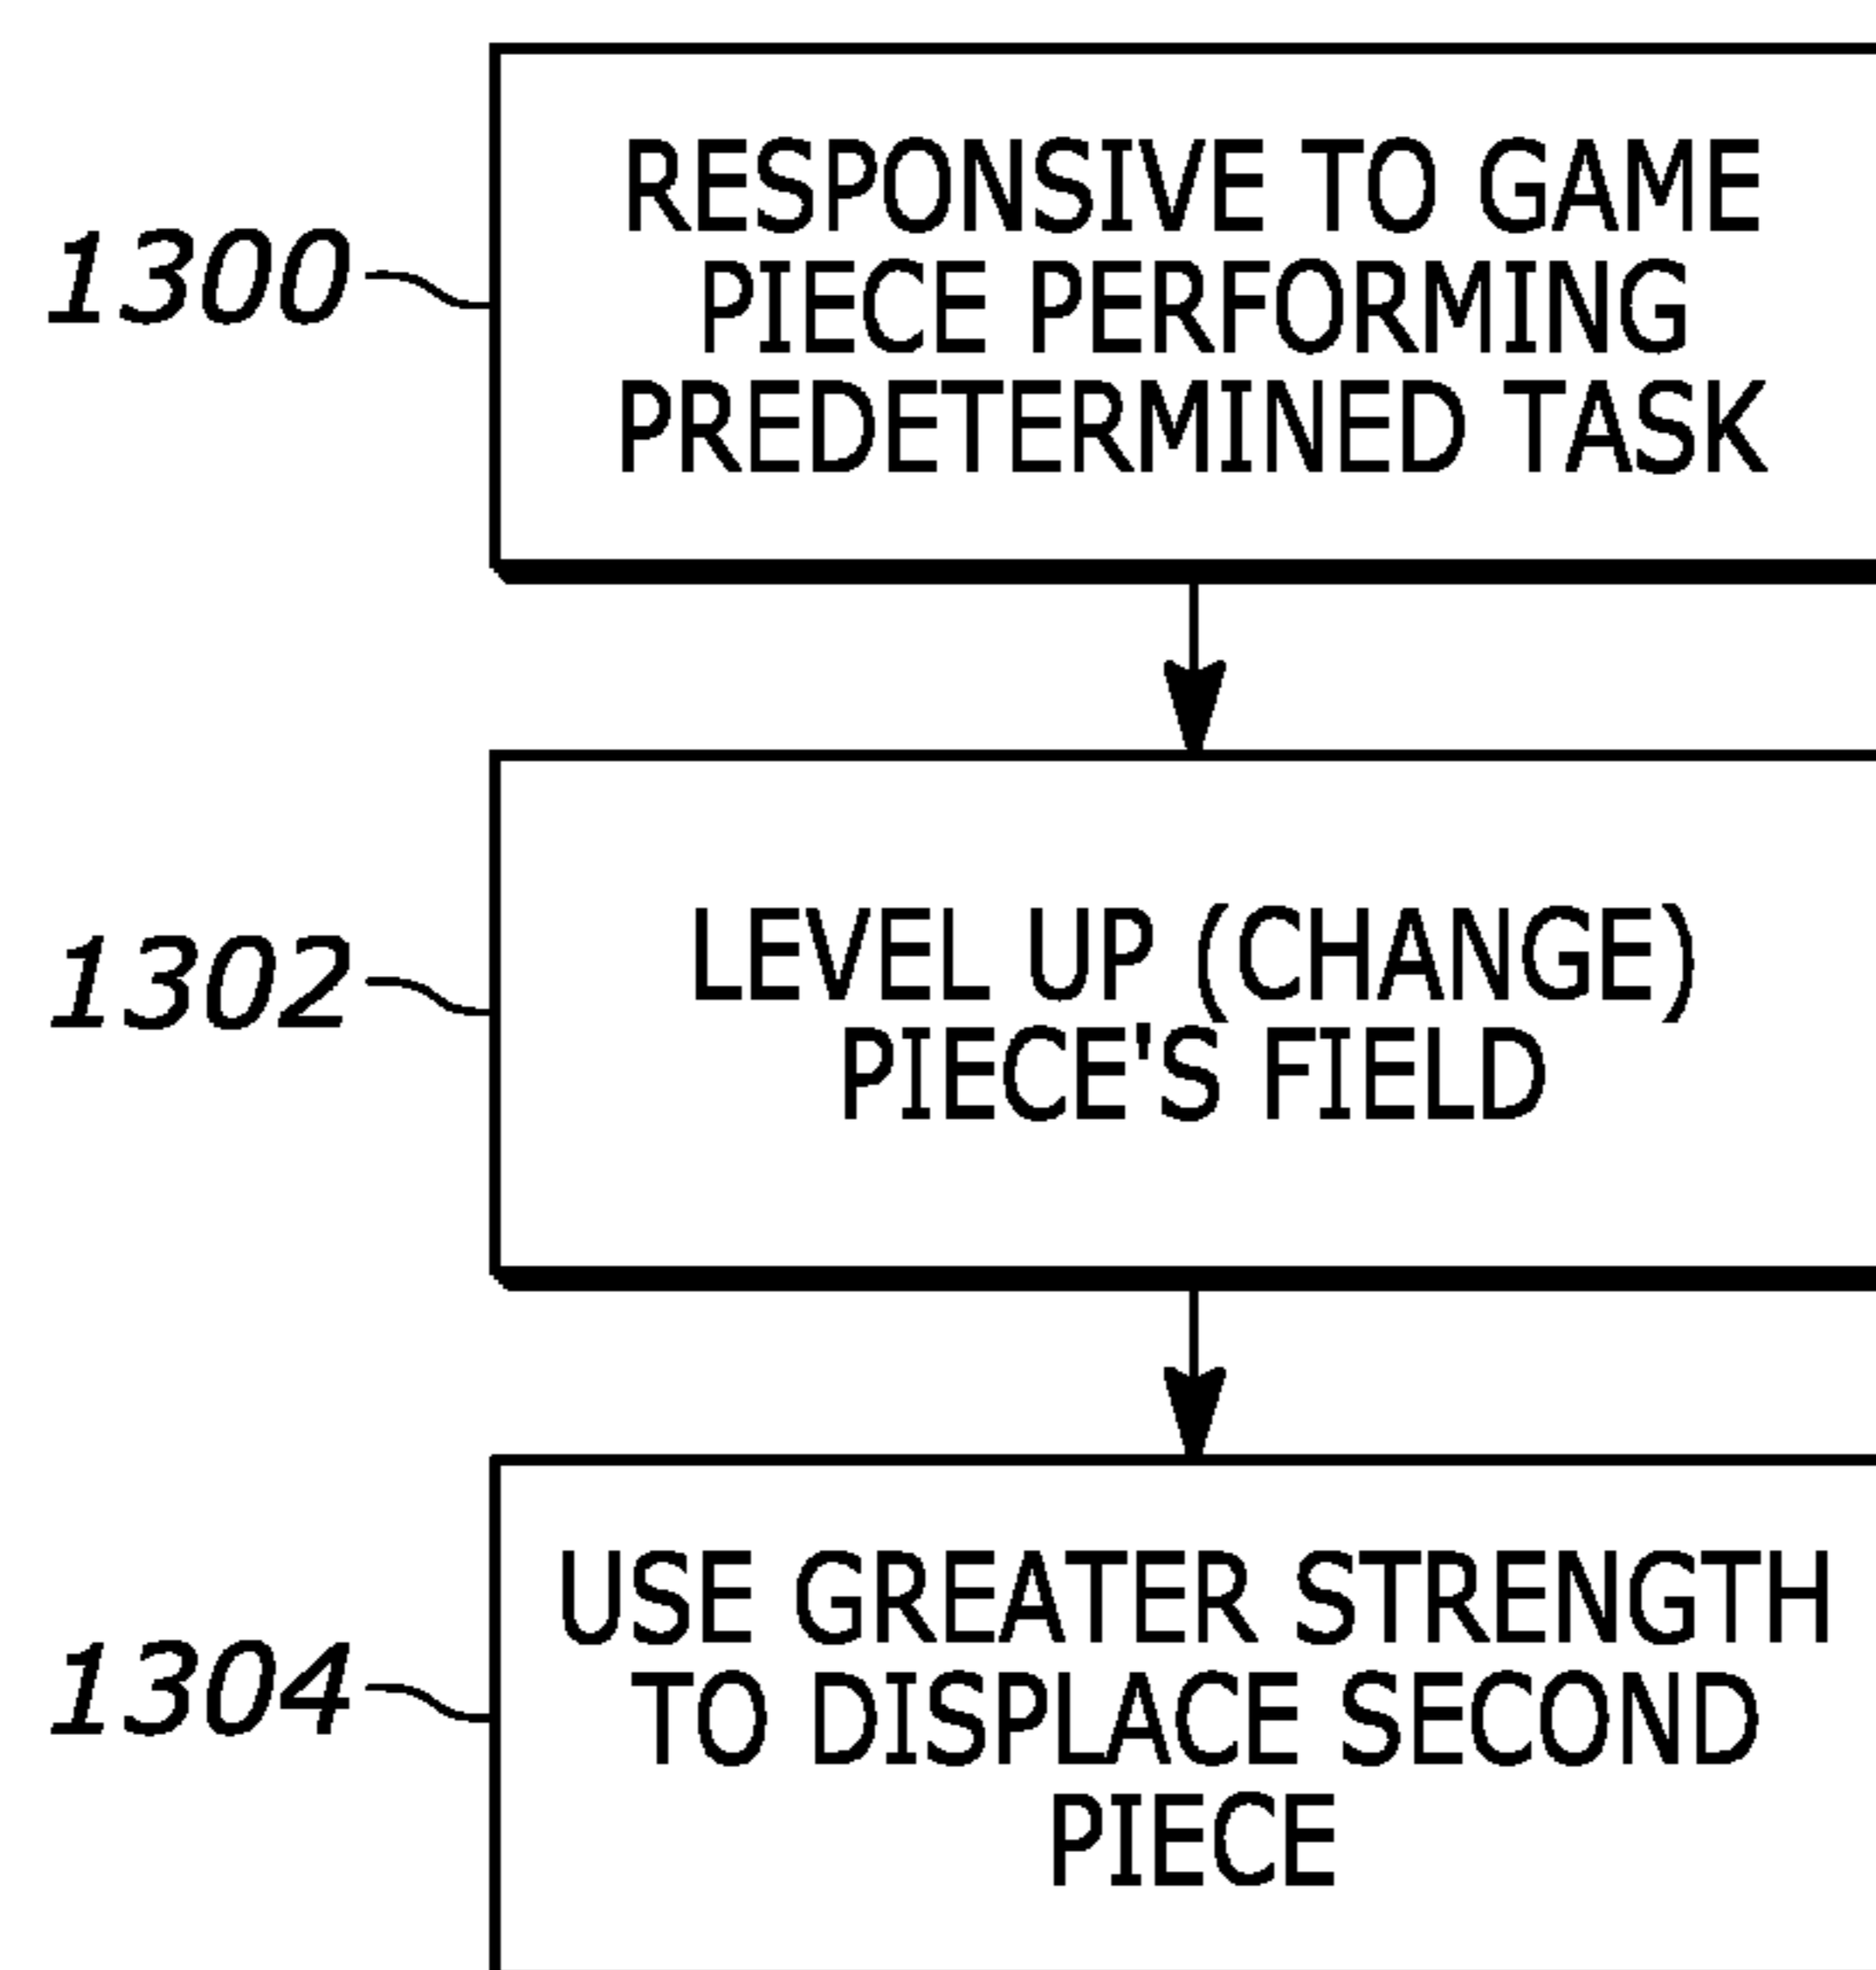 1300
RESPONSIVE TO GAME
PIECE PERFORMING
PREDETERMINED TASK
1302
LEVEL UP (CHANGE)
PIECE'S FIELD
1304
USE GREATER STRENGTH
TO DISPLACE SECOND
PIECE